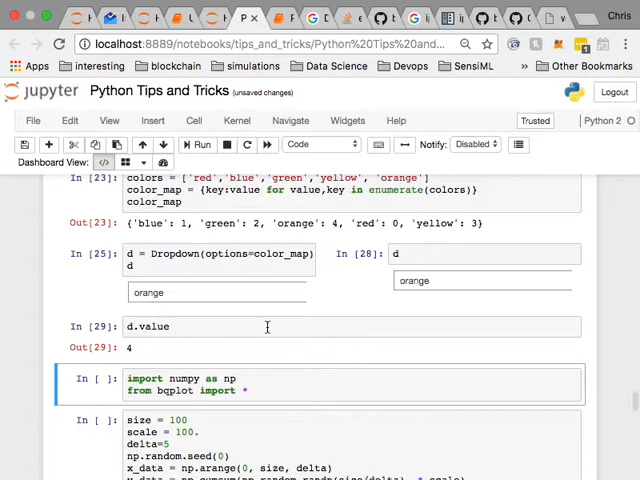 Chris
localhost:8889/notebooks/tips_and_tricks/Python%20Tips%20and...
Apps interesting blockchain simulations Data Science Devops SensiML » Other Bookmarks
jupyter Python Tips and Tricks (unsaved changes) Logout
File Edit View Insert Cell Kernel Navigate Widgets Help Trusted Python 2
Run Code Notify: Disabled
Dashboard View: </>
In [23]: colors = ['red','blue','green','yellow', 'orange']
color_map = {key:value for value,key in enumerate(colors)}
color_map
Out[23]: {'blue': 1, 'green': 2, 'orange': 4, 'red': 0, 'yellow': 3}
In [25]: d = Dropdown(options=color_map)
d
orange
In [28]: d
orange
In [29]: d.value
Out[29]: 4
In [ ]: import numpy as np
from bqplot import *
In [ ]: size = 100
scale = 100.
delta=5
np.random.seed(0)
x_data = np.arange(0, size, delta)